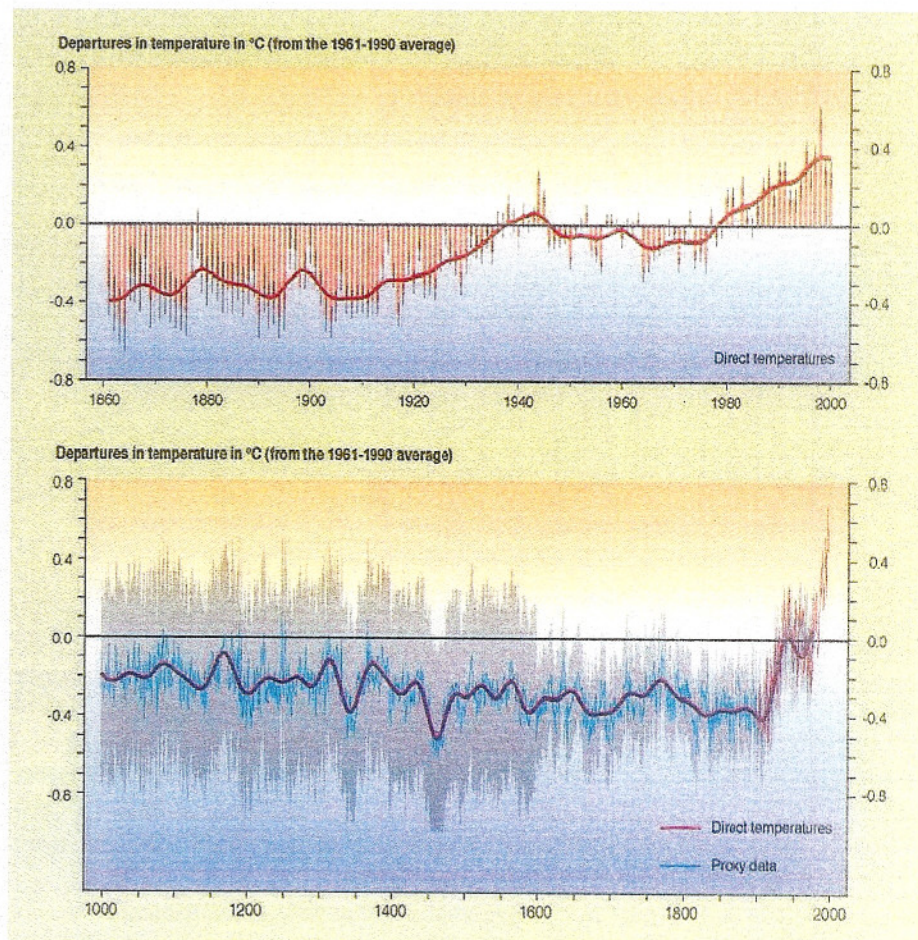 Departures in temperature in °C (from the 1961-1990 average)
0.8 0.8
0.4 0.4
0.0 0.0
-0.4 -0.4
Direct temperatures
-0.8 -0.8
1860 1880 1900 1920 1940 1960 1980 2000
Departures in temperature in °C (from the 1961-1990 average)
0.8 0.8
0.4 0.4
0.0 0.0
-0.4 -0.4
-0.8 -0.8
Direct temperatures
Proxy data
1000 1200 1400 1600 1800 2000